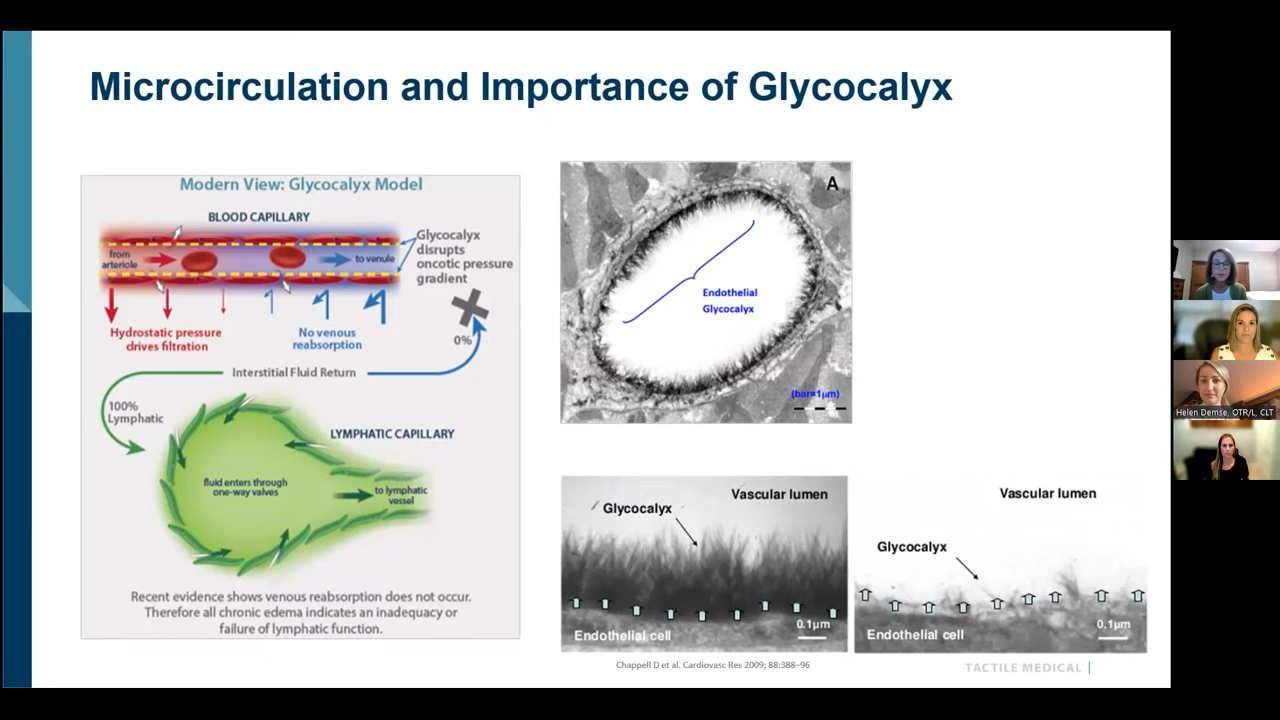 Microcirculation and Importance of Glycocalyx
Modern View: Glycocalyx Model
BLOOD CAPILLARY
from
arteriole
to venule
Glycocalyx
disrupts
oncotic pressure
gradient
Hydrostatic pressure
drives filtration
No venous
reabsorption
0%
Interstitial Fluid Return
100%
Lymphatic
LYMPHATIC CAPILLARY
fluid enters through
one-way valves
to lymphatic
vessel
Recent evidence shows venous reabsorption does not occur.
Therefore all chronic edema indicates an inadequacy or
failure of lymphatic function.
A
Endothelial
Glycocalyx
(bar=1μm)
Vascular lumen
Glycocalyx
0.1μm
Endothelial cell
Vascular lumen
Glycocalyx
0.1μm
Endothelial cell
Chappell D et al. Cardiovasc Res 2009; 88:388–96
TACTILE MEDICAL |
Helen Demse, OTR/L, CLT